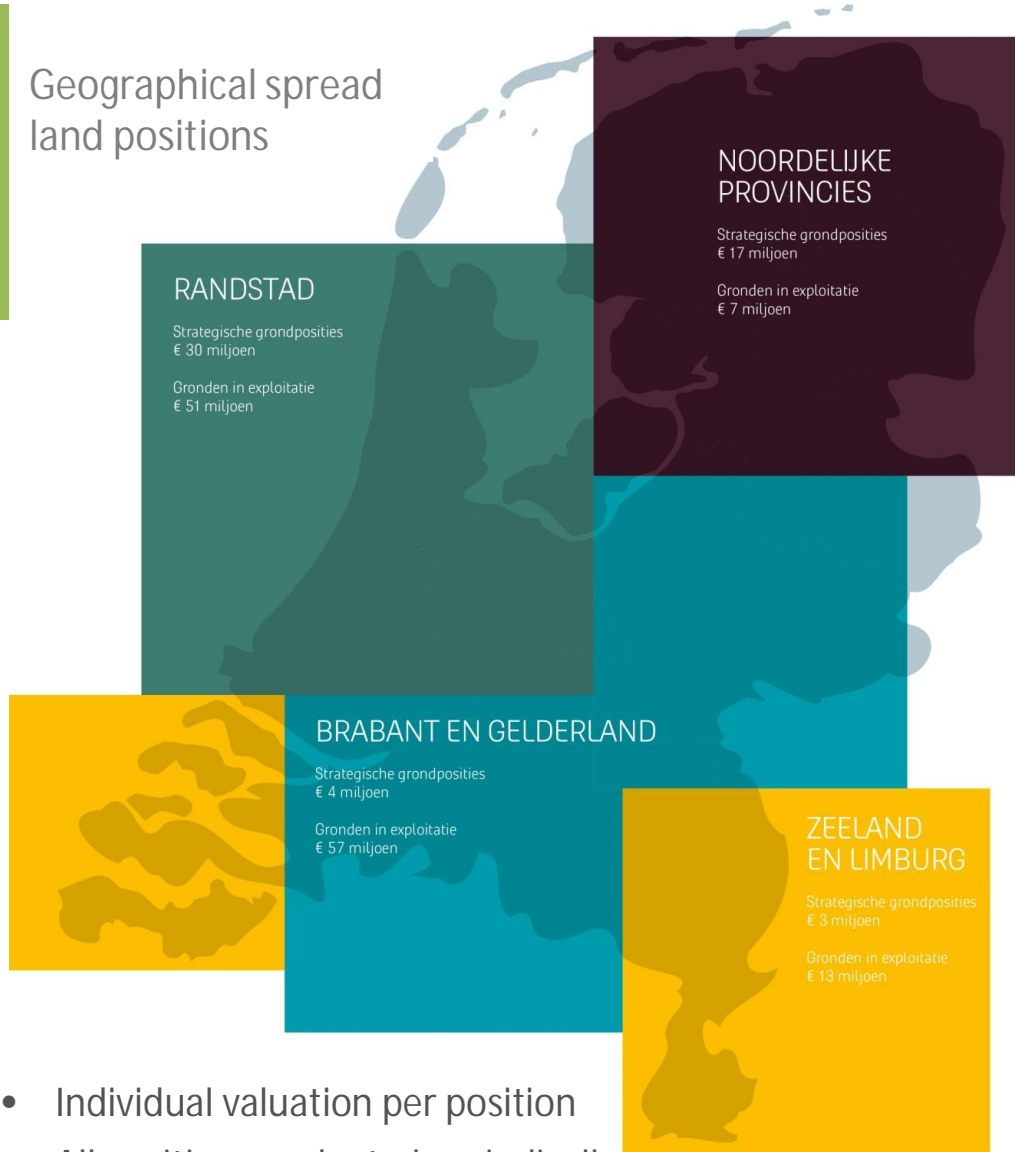 Geographical spread
land positions
NOORDELIJKE
PROVINCIES
Strategische grondposities
€ 17 miljoen
Gronden in exploitatie
€ 7 miljoen
RANDSTAD
Strategische grondposities
€ 30 miljoen
Gronden in exploitatie
€ 51 miljoen
BRABANT EN GELDERLAND
Strategische grondposities
€ 4 miljoen
Gronden in exploitatie
€ 57 miljoen
ZEELAND
EN LIMBURG
Strategische grondposities
€ 3 miljoen
Gronden in exploitatie
€ 13 miljoen
• Individual valuation per position